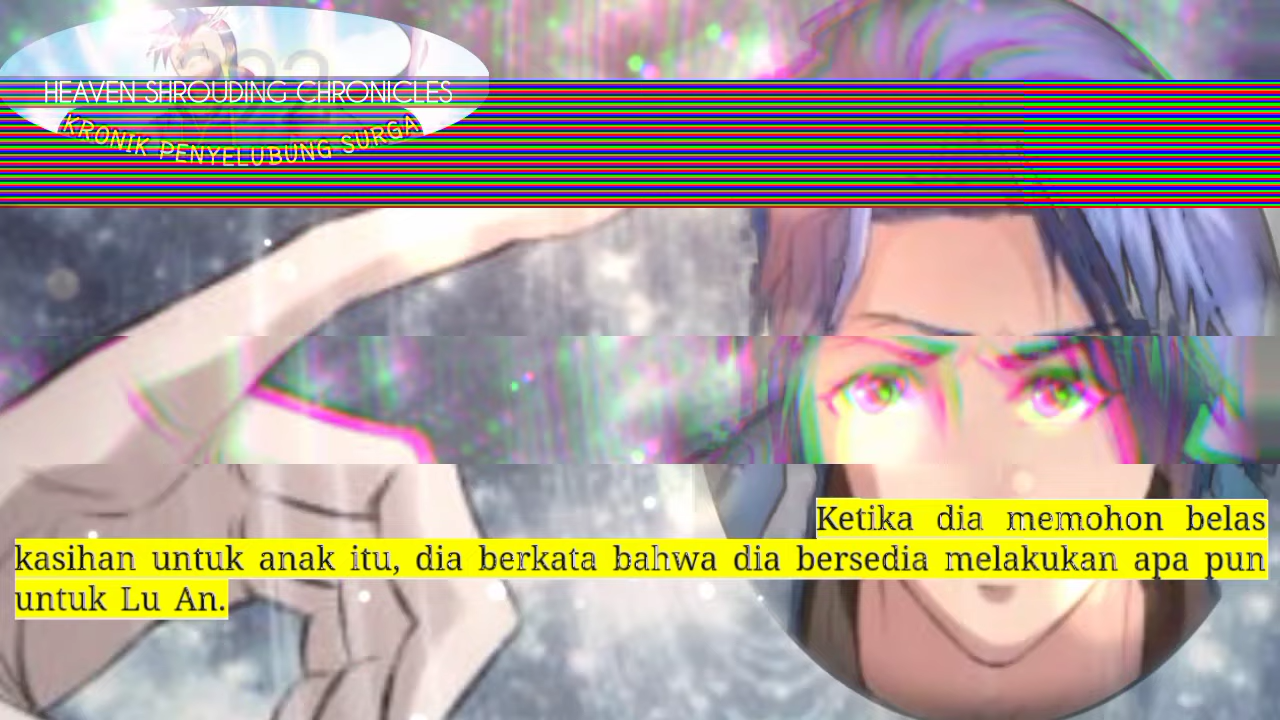 HEAVEN SHROUDING CHRONICLES
KRONIK PENYELUBUNG SURGA
Ketika dia memohon belas
kasihan untuk anak itu, dia berkata bahwa dia bersedia melakukan apa pun
untuk Lu An.